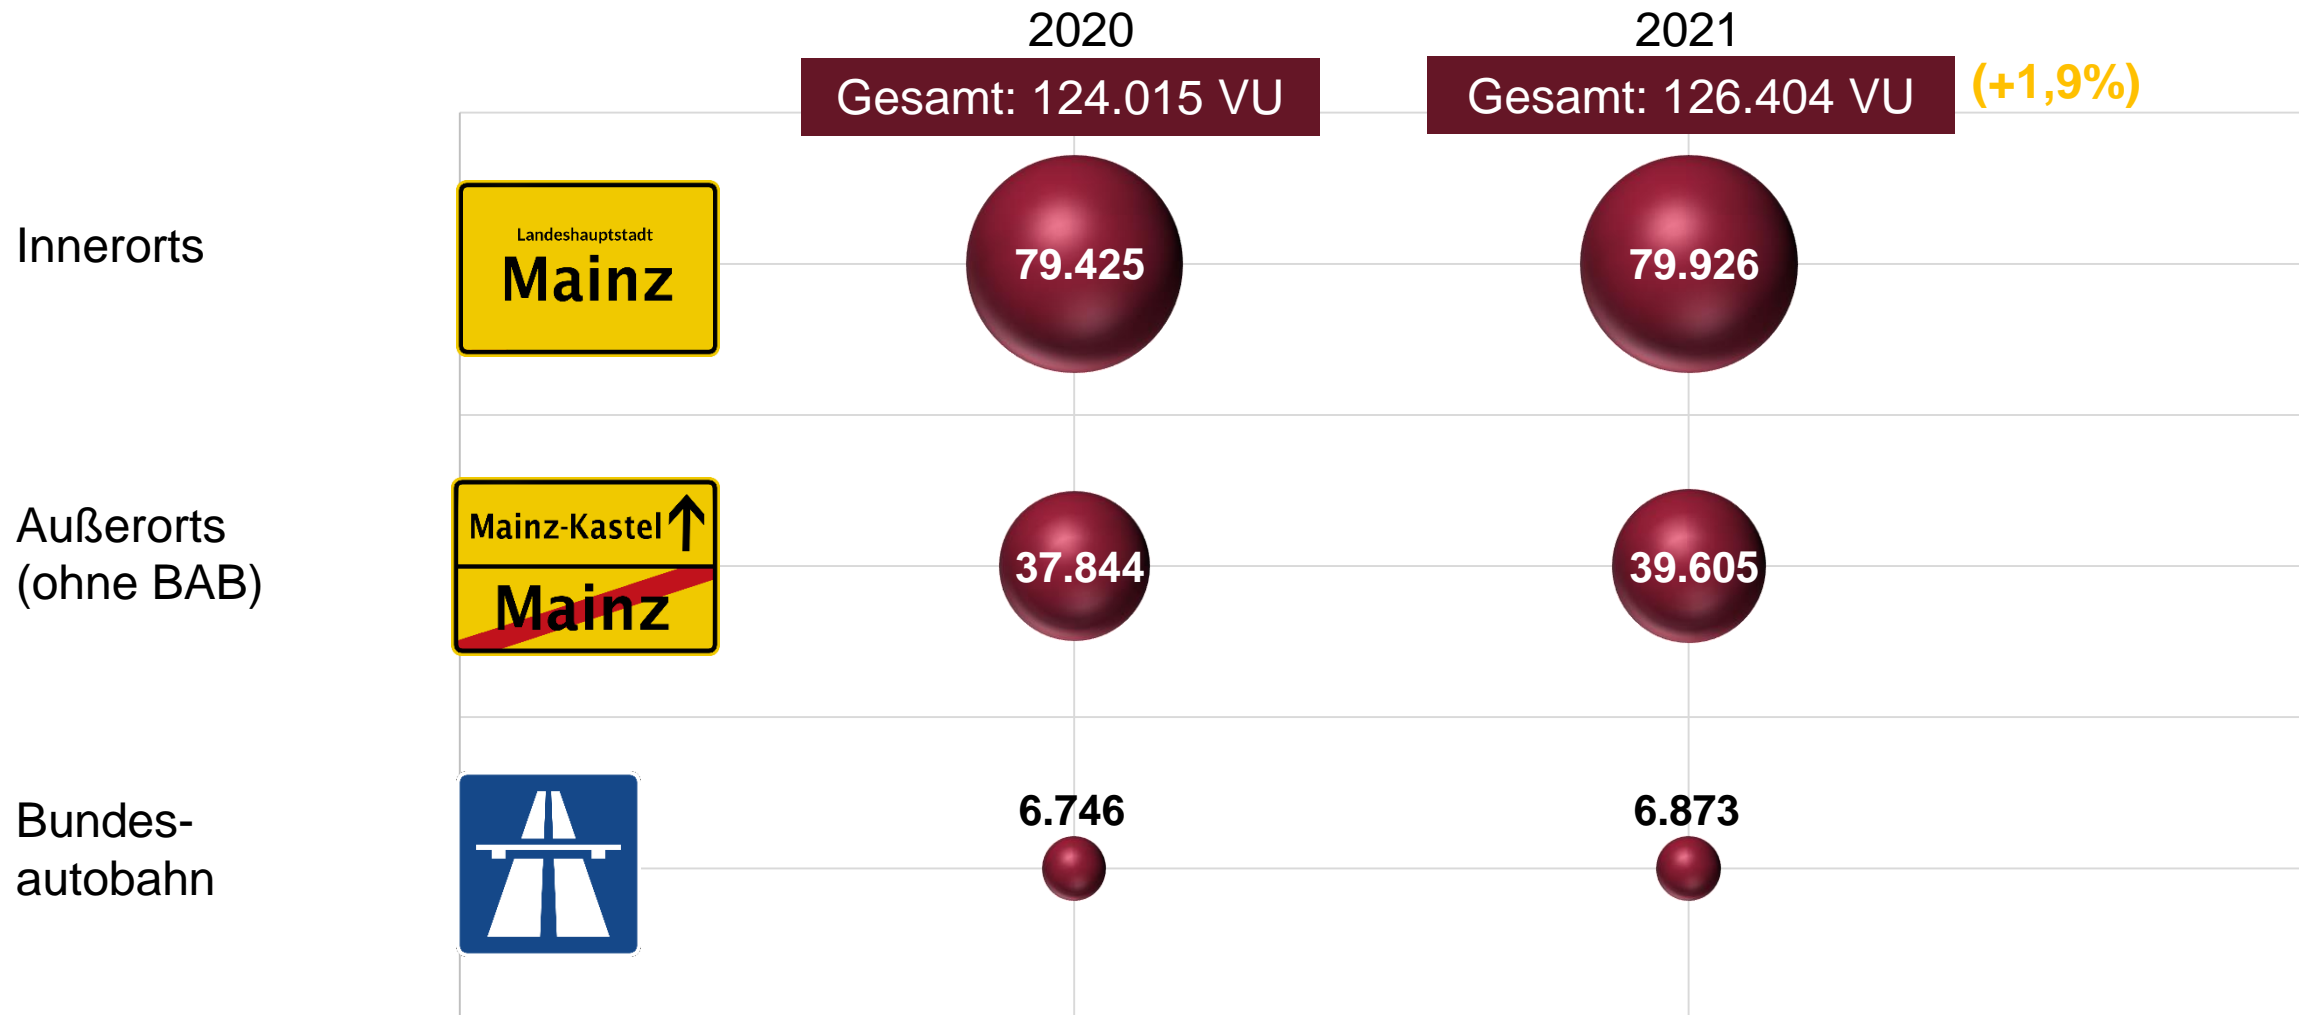 2020
2021
Gesamt: 124.015 VU
Gesamt: 126.404 VU
(+1,9%)
Innerorts
Landeshauptstadt
Mainz
79.425
79.926
Außerorts
(ohne BAB)
Mainz-Kastel
Mainz
37.844
39.605
Bundes-
autobahn
6.746
6.873